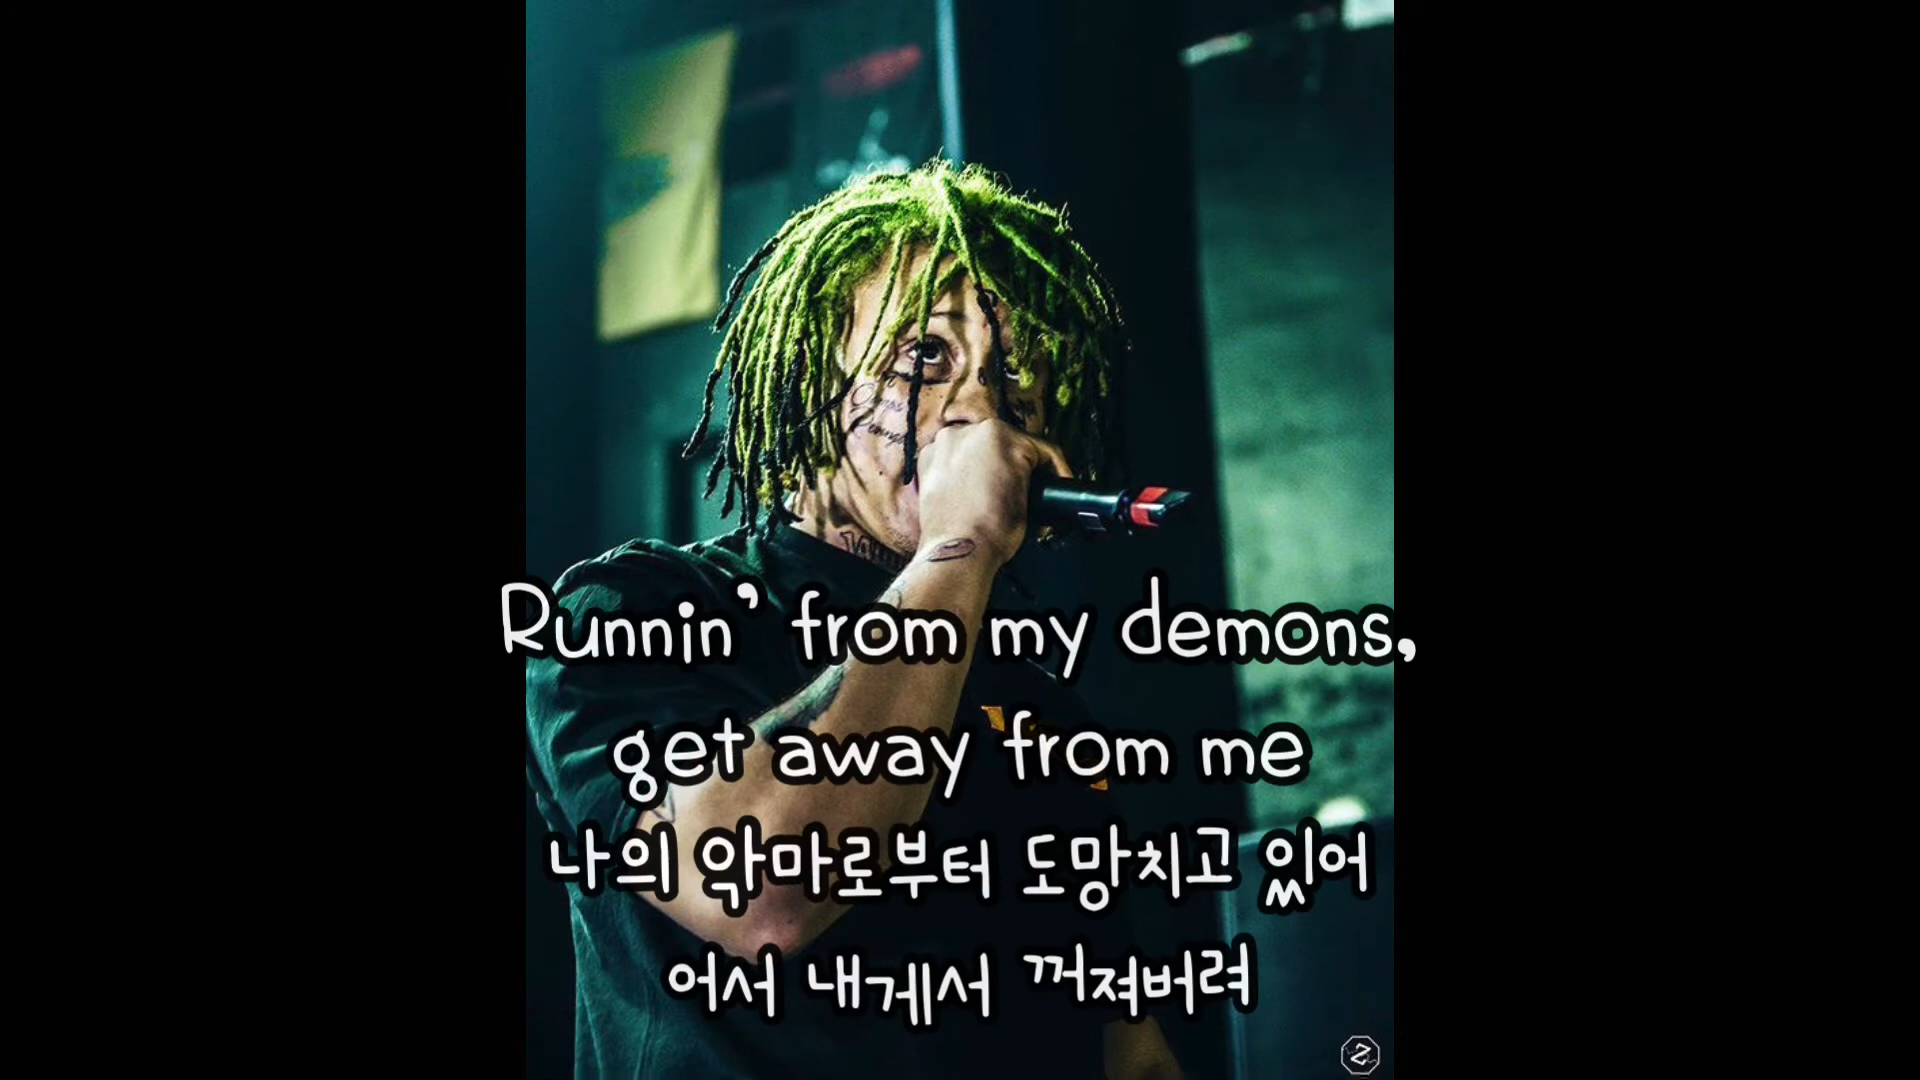 Runnin' from my demons,
get away from me
나의 악마로부터 도망치고 있어
어서 내게서 꺼져버려